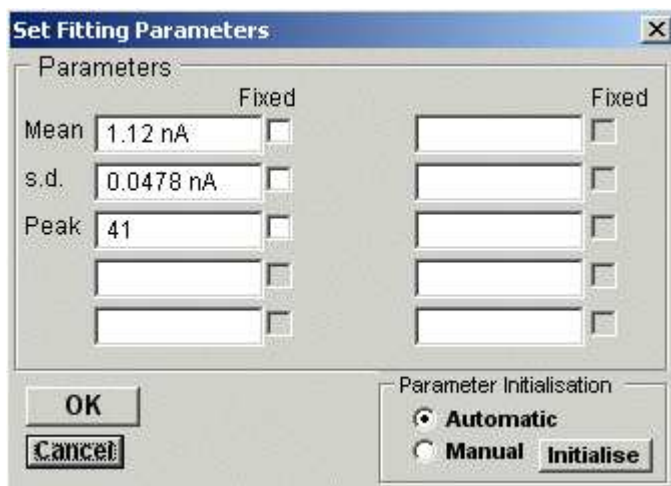 Set Fitting Parameters
Parameters
Fixed Fixed
Mean 1.12 nA
s.d. 0.0478 nA
Peak 41
OK
Cancel
Parameter Initialisation
Automatic
Manual Initialise